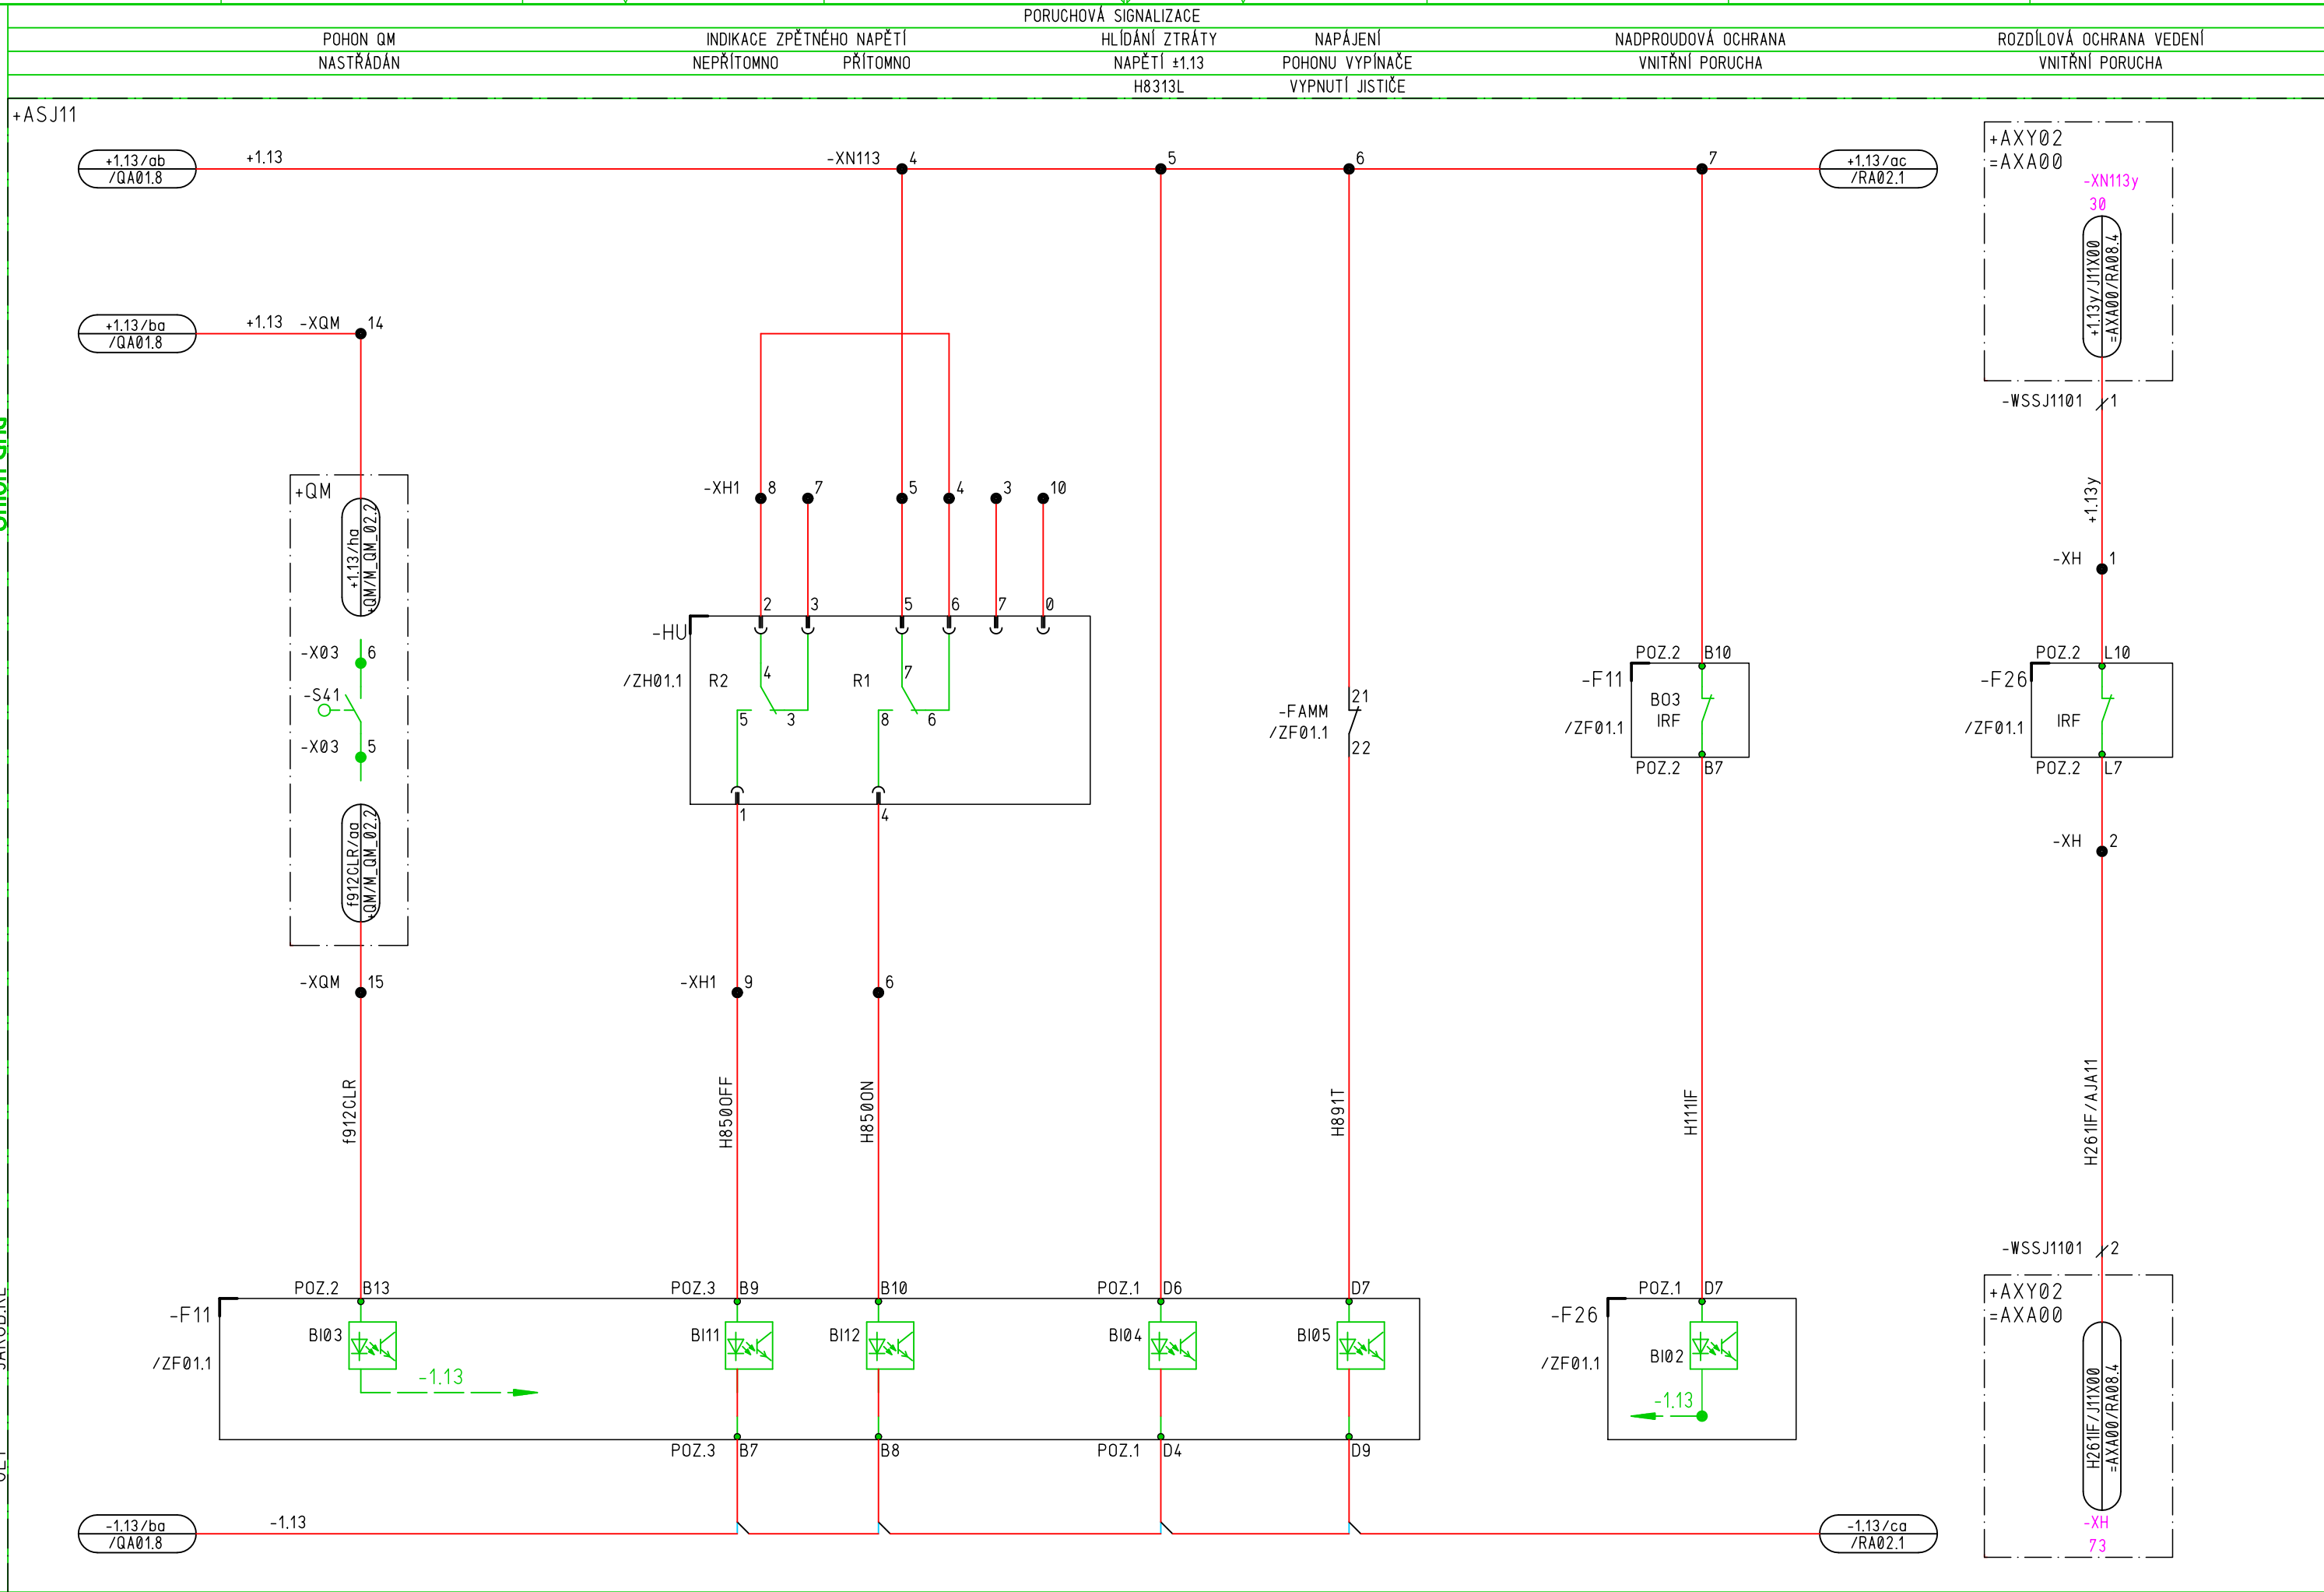 PORUCHOVÁ SIGNALIZACE
POHON QM INDIKACE ZPĚTNÉHO NAPĚTÍ HLÍDÁNÍ ZTRÁTY NAPÁJENÍ NADPROUDOVÁ OCHRANA ROZDÍLOVÁ OCHRANA VEDENÍ
NASTŘÁDÁN NEPŘÍTOMNO PŘÍTOMNO NAPĚTÍ ±1.13 POHONU VYPÍNAČE VNITŘNÍ PORUCHA VNITŘNÍ PORUCHA
H8313L VYPNUTÍ JISTIČE
+ASJ11
+AXY02
=AXA00
+1.13/ab +1.13 -XN113 4 5 6 7 +1.13/ac
/QA01.8 /RA02.1
-XN113y
30
+1.13y/J11X00
=AXA00/RA08.4
+1.13/ba +1.13 -XQM 14
/QA01.8
-WSSJ1101 1
+1.13y
+QM
+1.13/ha
+QM/M_QM_02.2
-XH1 8 7 5 4 3 10
-XH 1
2 3 5 6 7 0
-HU
/ZH01.1 R2 4 R1 7
5 3 8 6
1 4
-X03 6
-S41
-X03 5
f912CLR/aa
+QM/M_QM_02.2
-FAMM 21
/ZF01.1 22
POZ.2 B10
-F11 BO3
/ZF01.1 IRF
POZ.2 B7
POZ.2 L10
-F26
/ZF01.1 IRF
POZ.2 L7
-XH 2
-XQM 15 -XH1 9 6
f912CLR
H850OFF
H850ON
H891T
H111IF
H261IF/AJA11
-WSSJ1101 2
POZ.2 B13 POZ.3 B9 B10 POZ.1 D6 D7 POZ.1 D7
-F11 BI03 BI11 BI12 BI04 BI05 -F26 BI02
/ZF01.1 -1.13 /ZF01.1 -1.13
POZ.3 B7 B8 POZ.1 D4 D9
+AXY02
=AXA00
H261IF/J11X00
=AXA00/RA08.4
-XH
73
-1.13/ba -1.13 -1.13/ca
/QA01.8 /RA02.1